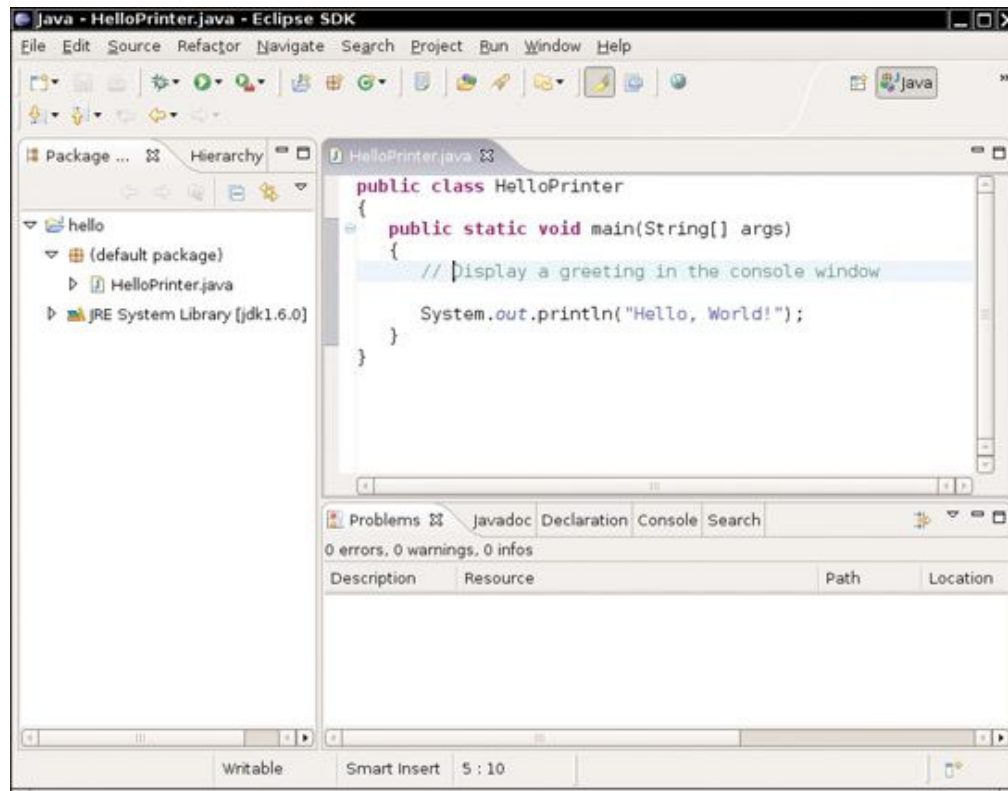 Java - HelloPrinter.java - Eclipse SDK
File Edit Source Refactor Navigate Search Project Run Window Help
Java
Package ... Hierarchy
hello
(default package)
HelloPrinter.java
JRE System Library [jdk1.6.0]
HelloPrinter.java
public class HelloPrinter
{
public static void main(String[] args)
{
// Display a greeting in the console window
System.out.println("Hello, World!");
}
}
Problems Javadoc Declaration Console Search
0 errors, 0 warnings, 0 infos
Description Resource Path Location
Writable Smart Insert 5 : 10